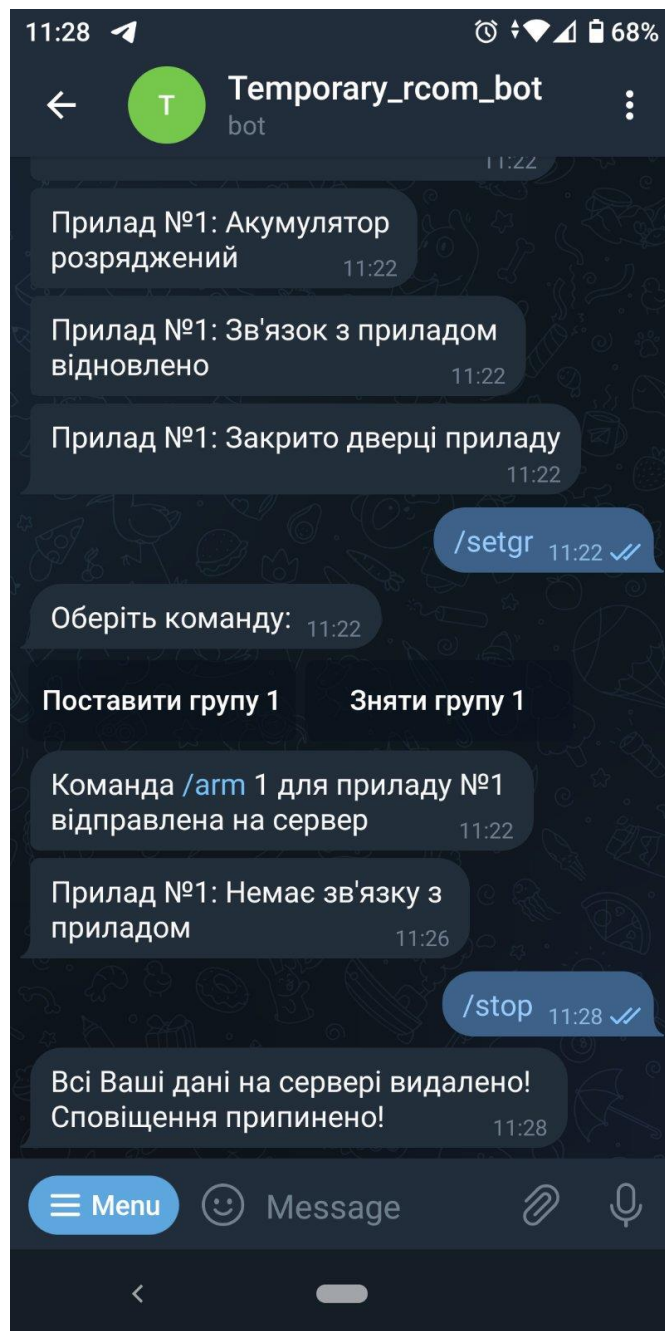 11:28
68%
T
Temporary_rcom_bot
bot
11:22
Прилад №1: Акумулятор
розряджений 11:22
Прилад №1: Зв'язок з приладом
відновлено 11:22
Прилад №1: Закрито дверці приладу
11:22
/setgr 11:22
Оберіть команду: 11:22
Поставити групу 1 Зняти групу 1
Команда /arm 1 для приладу №1
відправлена на сервер 11:22
Прилад №1: Немає зв'язку з
приладом 11:26
/stop 11:28
Всі Ваші дані на сервері видалено!
Сповіщення припинено! 11:28
Menu Message